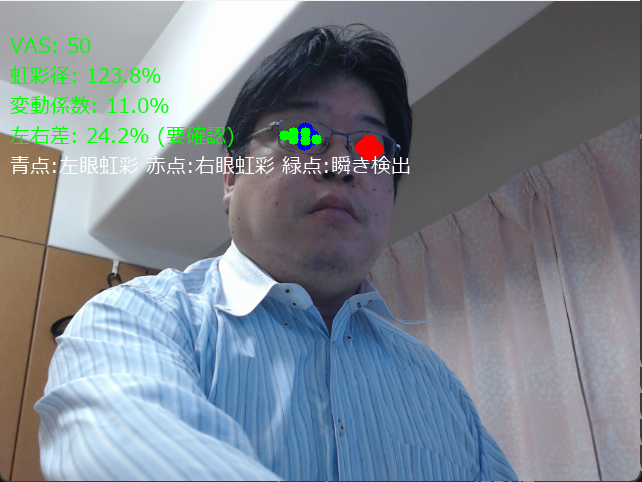 VAS: 50
虹彩径: 123.8%
変動係数: 11.0%
左右差: 24.2% (要確認)
青点:左眼虹彩 赤点:右眼虹彩 緑点:瞬き検出